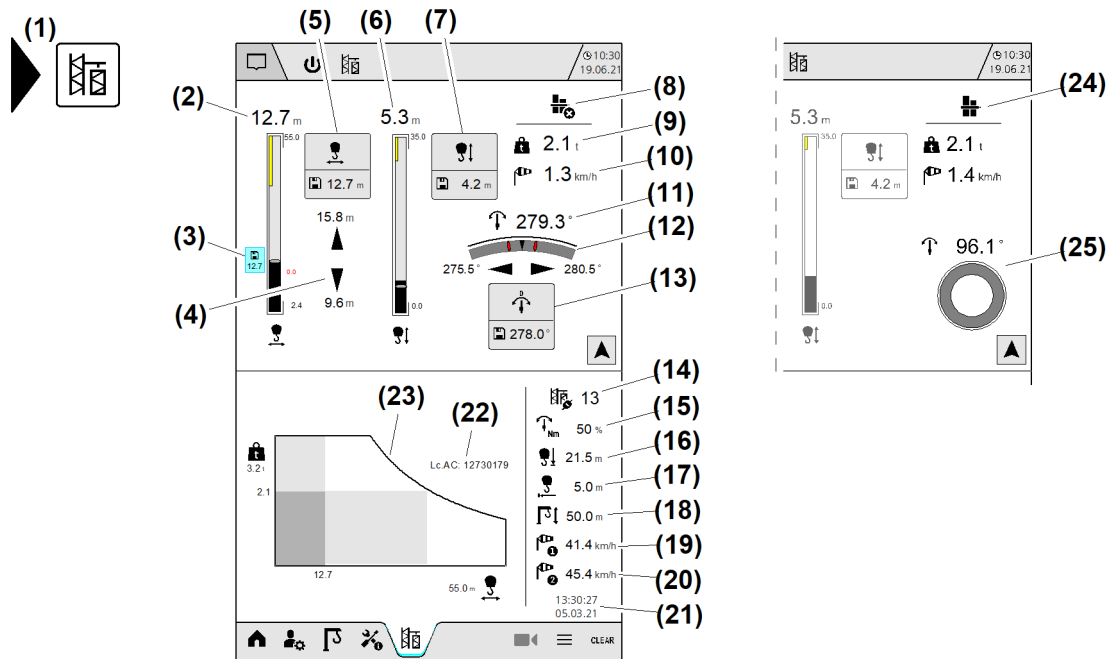 (1)
(5)
(6)
(7)
10:30
19.06.21
10:30
19.06.21
(2)
(8)
(24)
12.7 m
5.3 m
5.3 m
55.0
35.0
35.0
(9)
2.1 t
2.1 t
12.7 m
4.2 m
4.2 m
(10)
1.3 km/h
1.4 km/h
15.8 m
(11)
279.3°
(3)
(12)
96.1°
(25)
12.7
0.0
275.5°
280.5°
(13)
(4)
9.6 m
2.4
0.0
0.0
D
278.0°
(14)
13
(23)
(22)
(15)
Nm
50 %
(16)
3.2 t
Lc.AC: 12730179
21.5 m
2.1
(17)
5.0 m
(18)
50.0 m
(19)
1
41.4 km/h
12.7
(20)
2
45.4 km/h
55.0 m
13:30:27
05.03.21
(21)
CLEAR